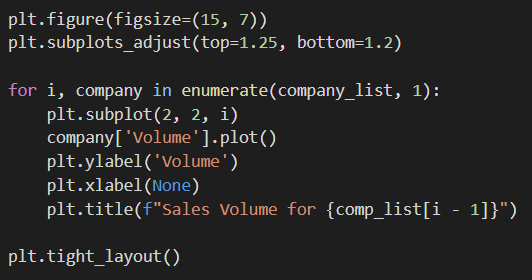 plt.figure(figsize=(15, 7))
plt.subplots_adjust(top=1.25, bottom=1.2)
for i, company in enumerate(company_list, 1):
    plt.subplot(2, 2, i)
    company['Volume'].plot()
    plt.ylabel('Volume')
    plt.xlabel(None)
    plt.title(f"Sales Volume for {comp_list[i - 1]}")
plt.tight_layout()